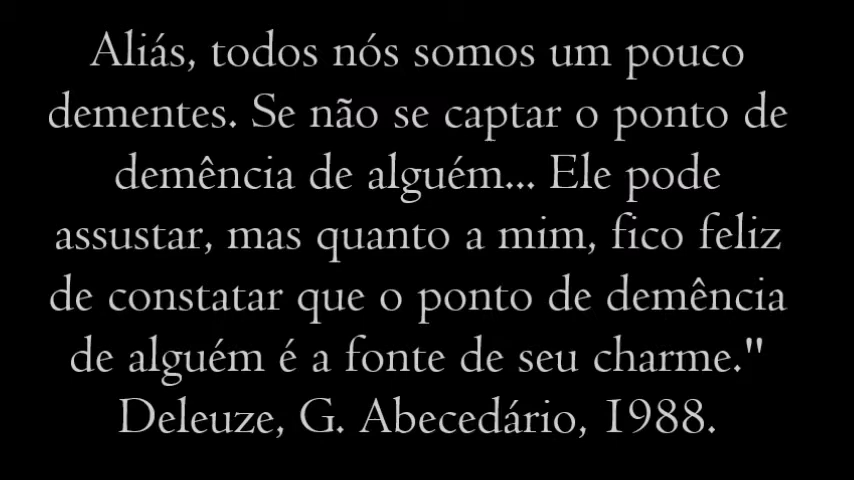 Aliás, todos nós somos um pouco
dementes. Se não se captar o ponto de
demência de alguém... Ele pode
assustar, mas quanto a mim, fico feliz
de constatar que o ponto de demência
de alguém é a fonte de seu charme."
Deleuze, G. Abecedário, 1988.